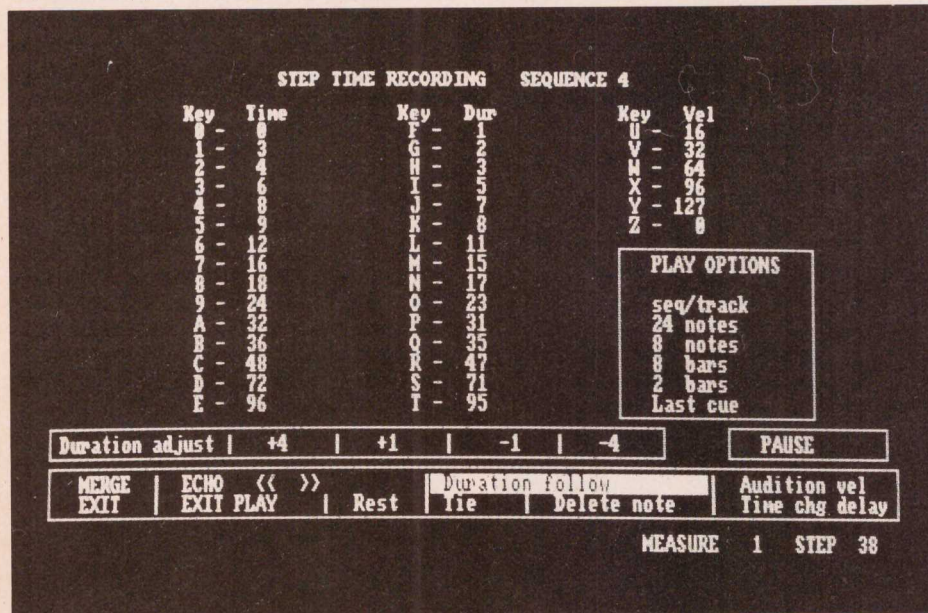 STEP TIME RECORDING SEQUENCE 4
Key Time Key Dur Key Vel
0 - 0 F - 1 U - 16
1 - 3 G - 2 V - 32
2 - 4 H - 3 W - 64
3 - 6 I - 5 X - 96
4 - 8 J - 7 Y - 127
5 - 9 K - 8 Z - 0
6 - 12 L - 11
7 - 16 M - 15
8 - 18 N - 17
9 - 24 O - 23
A - 32 P - 31
B - 36 Q - 35
C - 48 R - 47
D - 72 S - 71
E - 96 T - 95
PLAY OPTIONS
seq/track
24 notes
8 notes
8 bars
2 bars
Last cue
Duration adjust | +4 | +1 | -1 | -4
PAUSE
MERGE | ECHO << >> | Duration follow | Audition vel
EXIT | EXIT PLAY | Rest | Tie | Delete note | Time chg delay
MEASURE 1 STEP 38